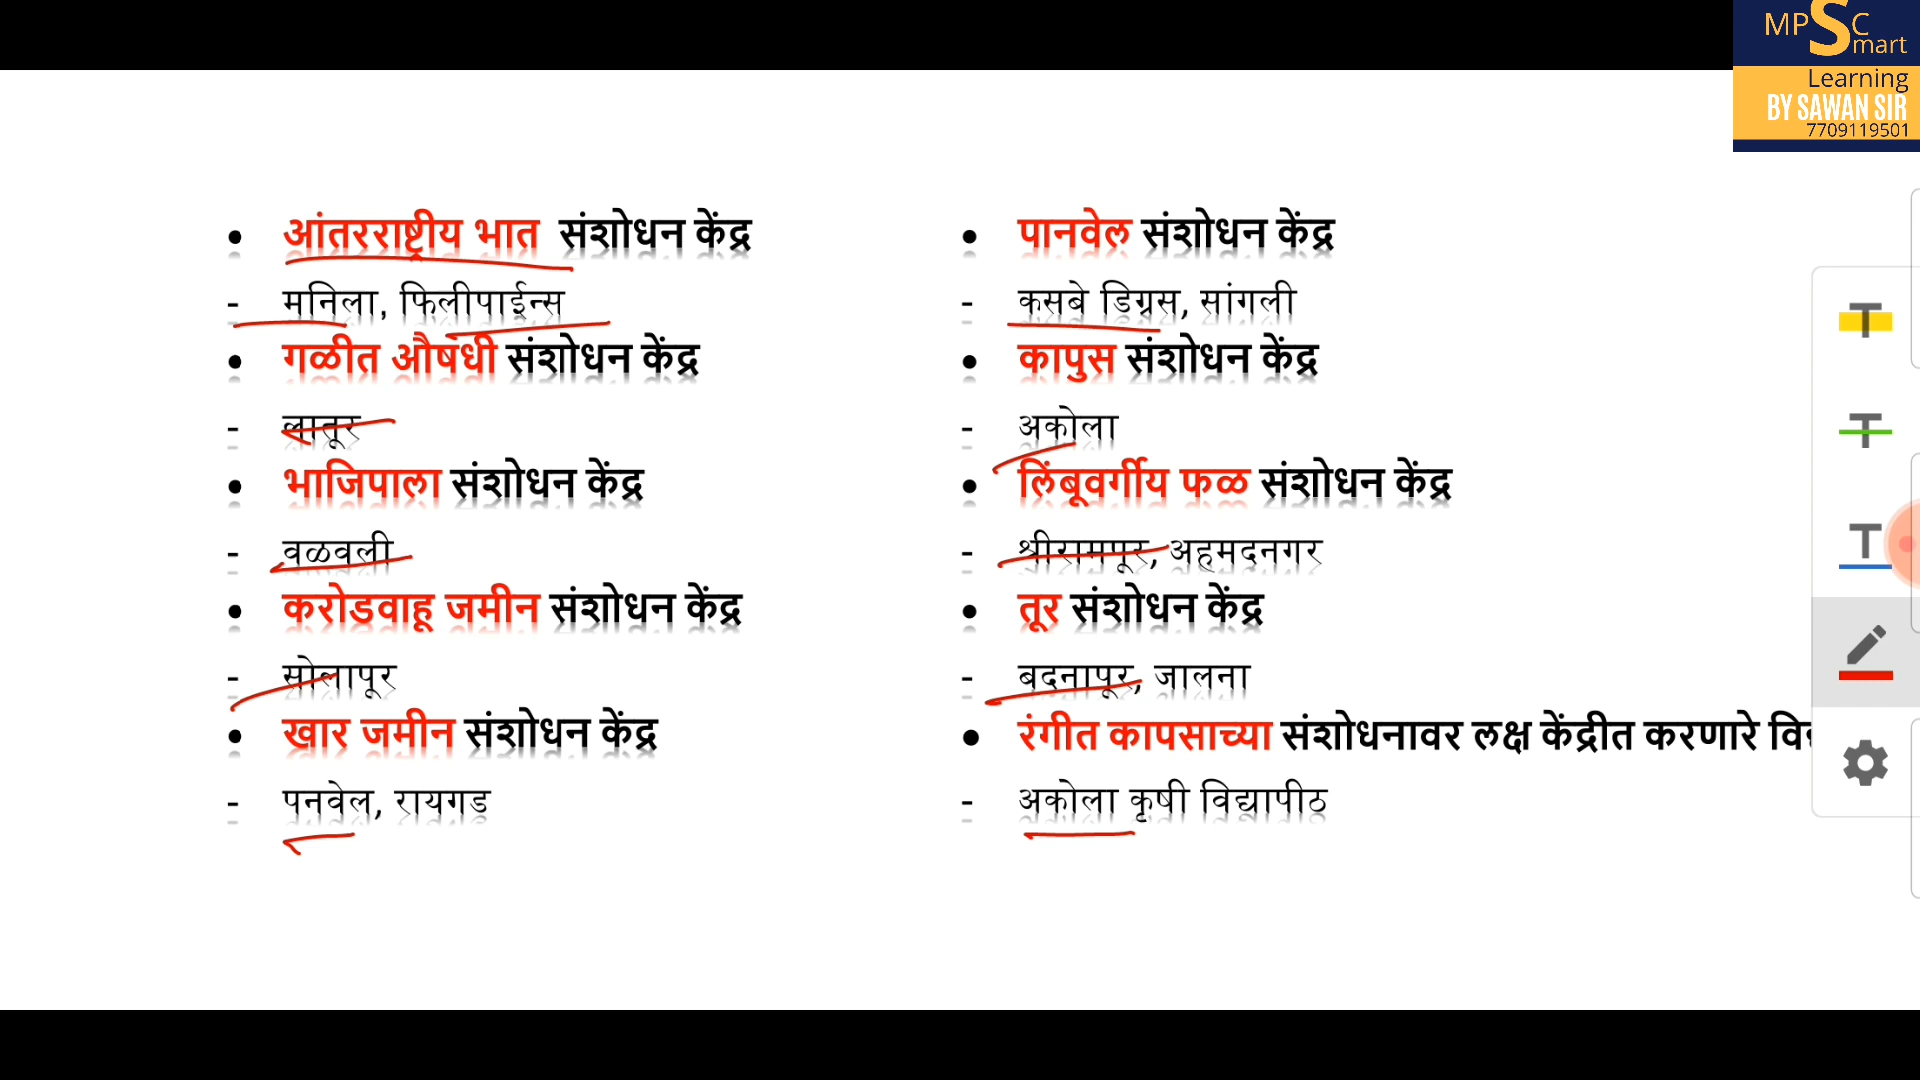 MPSC
Smart
Learning
BY SAWAN SIR
7709119501
• आंतरराष्ट्रीय भात संशोधन केंद्र
- मनिला, फिलीपाईन्स
• गळीत औषधी संशोधन केंद्र
- लातूर
• भाजिपाला संशोधन केंद्र
- वळवली
• करोडवाहू जमीन संशोधन केंद्र
- सोलापूर
• खार जमीन संशोधन केंद्र
- पनवेल, रायगड
• पानवेल संशोधन केंद्र
- कसबे डिग्रस, सांगली
• कापुस संशोधन केंद्र
- अकोला
• लिंबूवर्गीय फळ संशोधन केंद्र
- श्रीरामपूर, अहमदनगर
• तूर संशोधन केंद्र
- बदनापूर, जालना
• रंगीत कापसाच्या संशोधनावर लक्ष केंद्रीत करणारे
- अकोला कृषी विद्यापीठ